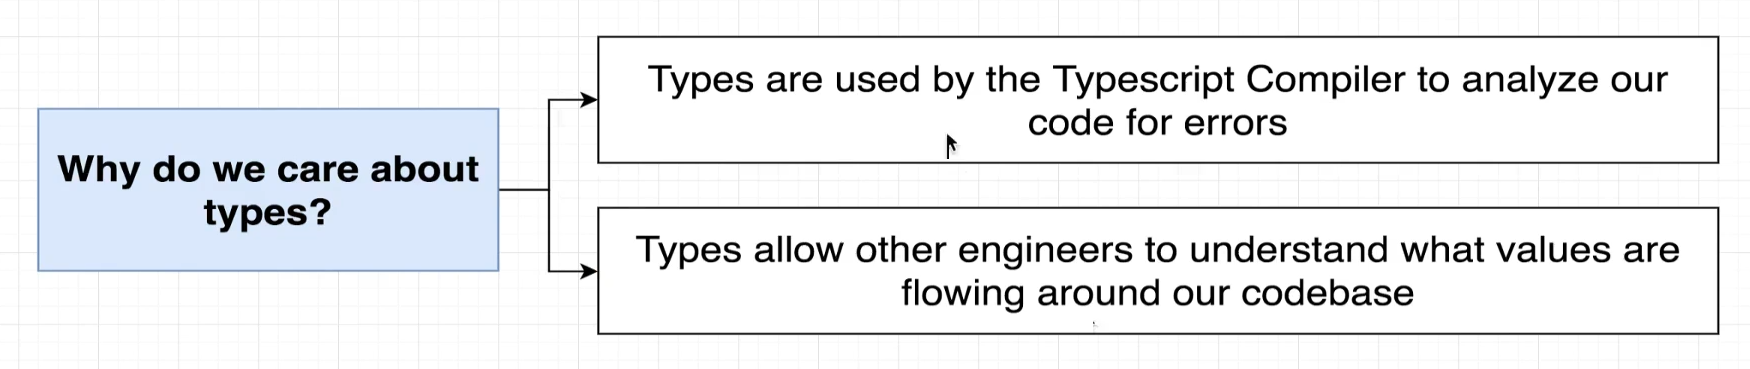 Why do we care about
types?
Types are used by the Typescript Compiler to analyze our
code for errors
Types allow other engineers to understand what values are
flowing around our codebase